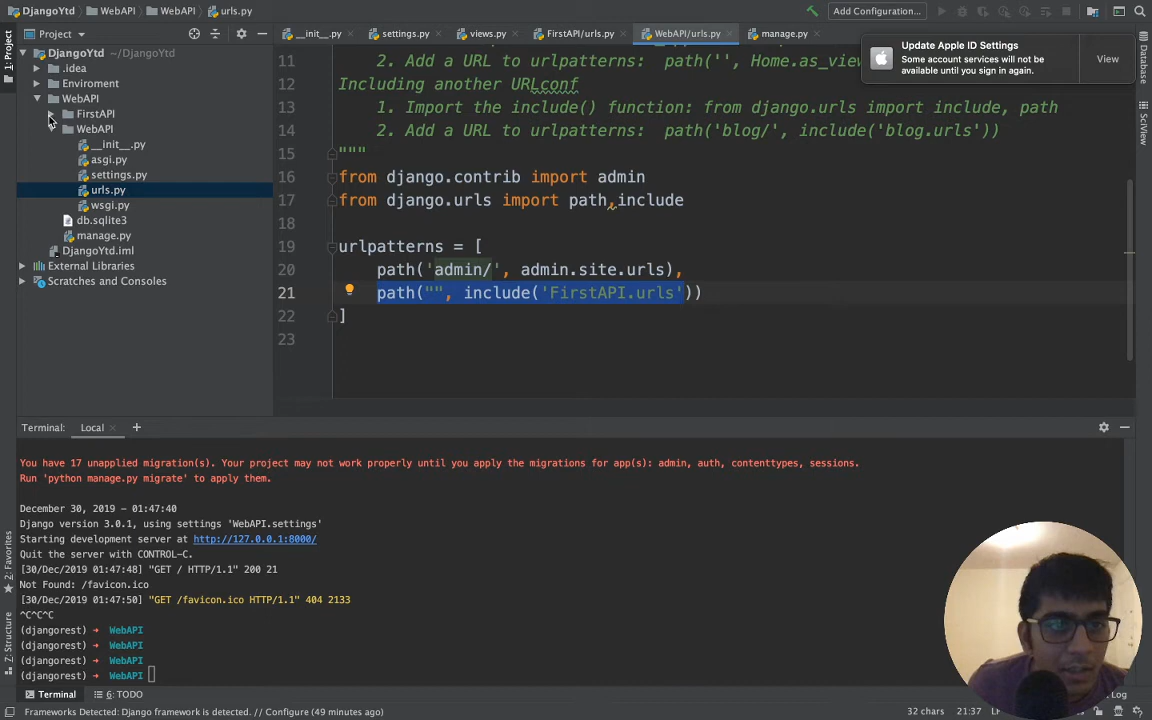 DjangoYtd
WebAPI
WebAPI
urls.py
Add Configuration...
Project
__init__.py
settings.py
views.py
FirstAPI/urls.py
WebAPI/urls.py
manage.py
Update Apple ID Settings
Some account services will not be
available until you sign in again.
View
1: Project
DjangoYtd
.idea
Enviroment
WebAPI
FirstAPI
WebAPI
__init__.py
asgi.py
settings.py
urls.py
wsgi.py
db.sqlite3
manage.py
DjangoYtd.iml
External Libraries
Scratches and Consoles
11 2. Add a URL to urlpatterns: path('', Home.as_view
12 Including another URLconf
13 1. Import the include() function: from django.urls import include, path
14 2. Add a URL to urlpatterns: path('blog/', include('blog.urls'))
15 """
16 from django.contrib import admin
17 from django.urls import path,include
18
19 urlpatterns = [
20 path('admin/', admin.site.urls),
21 path("", include('FirstAPI.urls'))
22 ]
23
Database
SciView
Terminal:
Local
You have 17 unapplied migration(s). Your project may not work properly until you apply the migrations for app(s): admin, auth, contenttypes, sessions.
Run 'python manage.py migrate' to apply them.
December 30, 2019 - 01:47:40
Django version 3.0.1, using settings 'WebAPI.settings'
Starting development server at http://127.0.0.1:8000/
Quit the server with CONTROL-C.
[30/Dec/2019 01:47:48] "GET / HTTP/1.1" 200 21
Not Found: /favicon.ico
[30/Dec/2019 01:47:50] "GET /favicon.ico HTTP/1.1" 404 2133
^C^C^C
(djangorest) → WebAPI
(djangorest) → WebAPI
(djangorest) → WebAPI
(djangorest) → WebAPI
2: Favorites
7: Structure
Terminal
6: TODO
Log
Frameworks Detected: Django framework is detected. // Configure (49 minutes ago)
32 chars
21:37